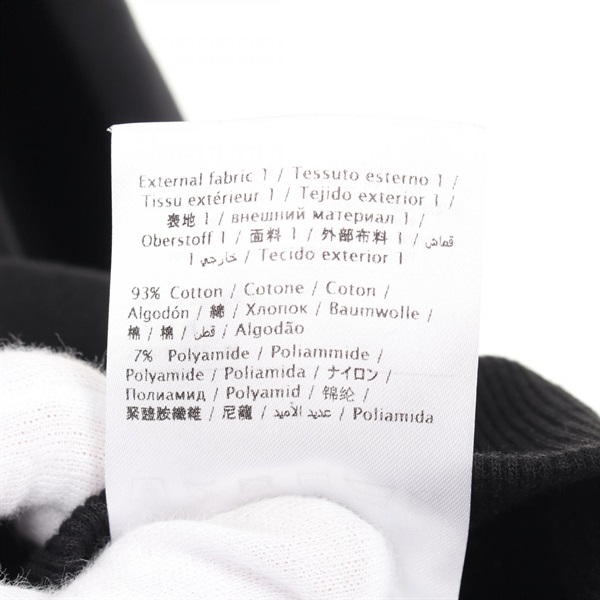 External fabric 1 / Tessuto esterno 1 /
Tissu extérieur 1 / Tejido exterior 1 /
表地 1 / внешний материал 1 /
Oberstoff 1 / 面料 1 / 外部布料 1 / قماش
خارجي 1 / Tecido exterior 1
93% Cotton / Cotone / Coton /
Algodón / 綿 / Хлопок / Baumwolle /
棉 / 棉 / قطن / Algodão
7% Polyamide / Poliammide /
Polyamide / Poliamida / ナイロン /
Полиамид / Polyamid / 锦纶 /
聚醯胺纖維 / 尼龍 / عديد الأميد / Poliamida